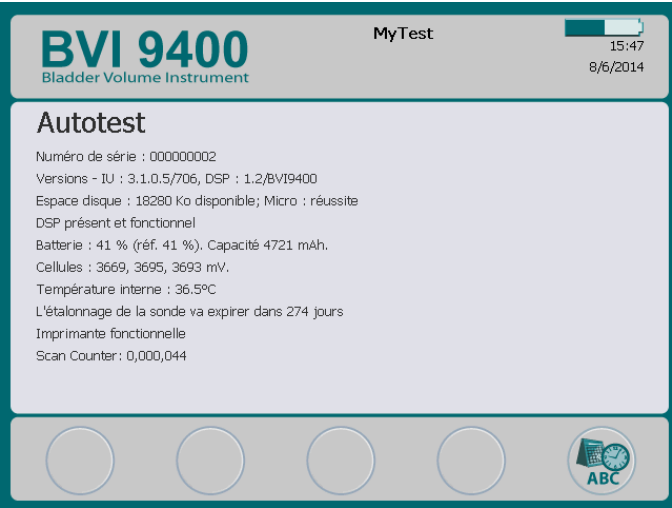 BVI 9400
Bladder Volume Instrument
MyTest
15:47
8/6/2014
Autotest
Numéro de série : 000000002
Versions - IU : 3.1.0.5/706, DSP : 1.2/BVI9400
Espace disque : 18280 Ko disponible; Micro : réussite
DSP présent et fonctionnel
Batterie : 41 % (réf. 41 %). Capacité 4721 mAh.
Cellules : 3669, 3695, 3693 mV.
Température interne : 36.5ºC
L'étalonnage de la sonde va expirer dans 274 jours
Imprimante fonctionnelle
Scan Counter: 0,000,044
ABC